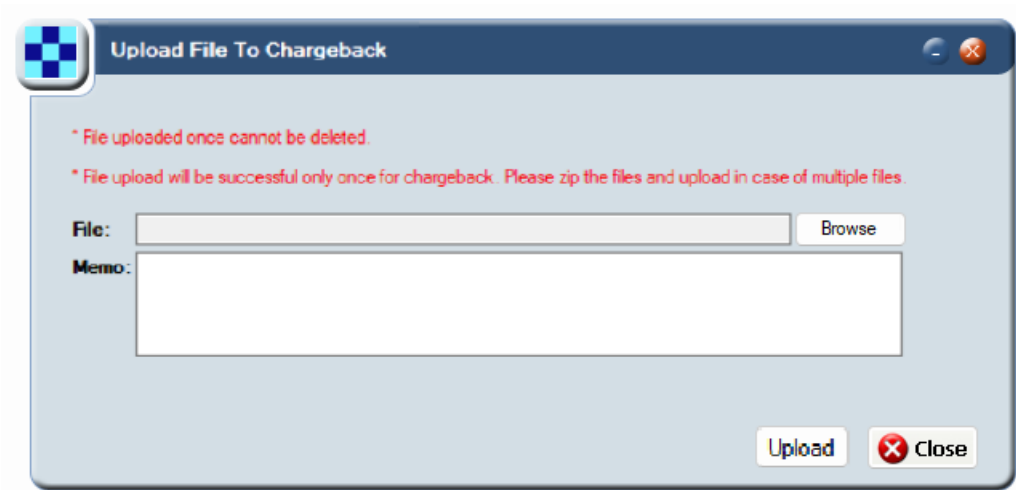 Upload File To Chargeback
* File uploaded once cannot be deleted.
* File upload will be successful only once for chargeback. Please zip the files and upload in case of multiple files.
File: Browse
Memo:
Upload Close